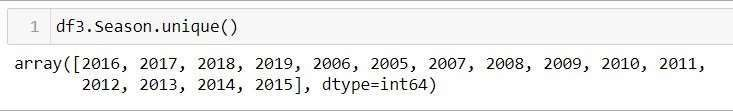 1 df3.Season.unique()
array([2016, 2017, 2018, 2019, 2006, 2005, 2007, 2008, 2009, 2010, 2011,
2012, 2013, 2014, 2015], dtype=int64)